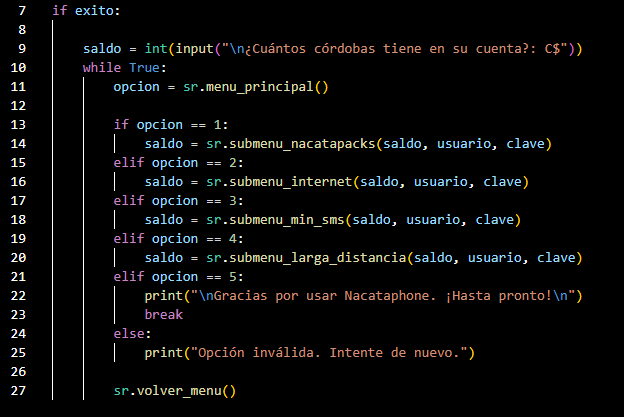 7 if exito:
8
9     saldo = int(input("\n¿Cuántos córdobas tiene en su cuenta?: C$"))
10     while True:
11         opcion = sr.menu_principal()
12
13         if opcion == 1:
14             saldo = sr.submenu_nacatapacks(saldo, usuario, clave)
15         elif opcion == 2:
16             saldo = sr.submenu_internet(saldo, usuario, clave)
17         elif opcion == 3:
18             saldo = sr.submenu_min_sms(saldo, usuario, clave)
19         elif opcion == 4:
20             saldo = sr.submenu_larga_distancia(saldo, usuario, clave)
21         elif opcion == 5:
22             print("\nGracias por usar Nacataphone. ¡Hasta pronto!\n")
23             break
24         else:
25             print("Opción inválida. Intente de nuevo.")
26
27         sr.volver_menu()